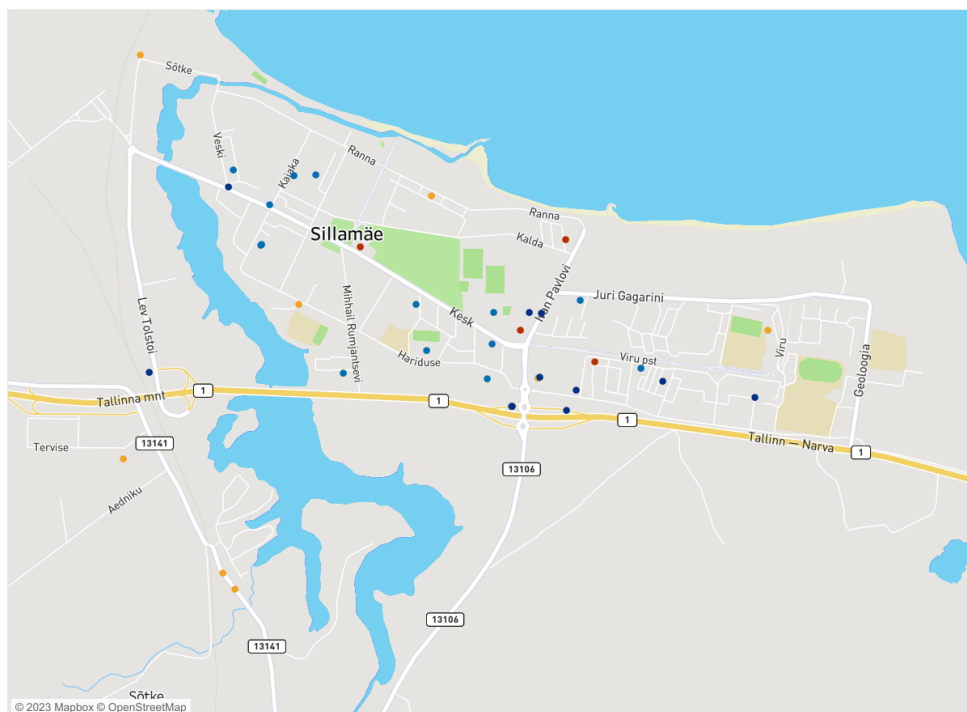 Sõtke
Veski
Kajaka
Ranna
Ranna
Kalda
Sillamäe
Ivan Pavlovi
Juri Gagarini
Lev Tolstoi
Mihhail Rumjantsevi
Kesk
Hariduse
Viru pst
Viru
Geoloogia
Tallinna mnt
1
1
1
Tallinn — Narva
1
Tervise
13141
Aedniku
13106
13106
13141
Sõtke
© 2023 Mapbox © OpenStreetMap